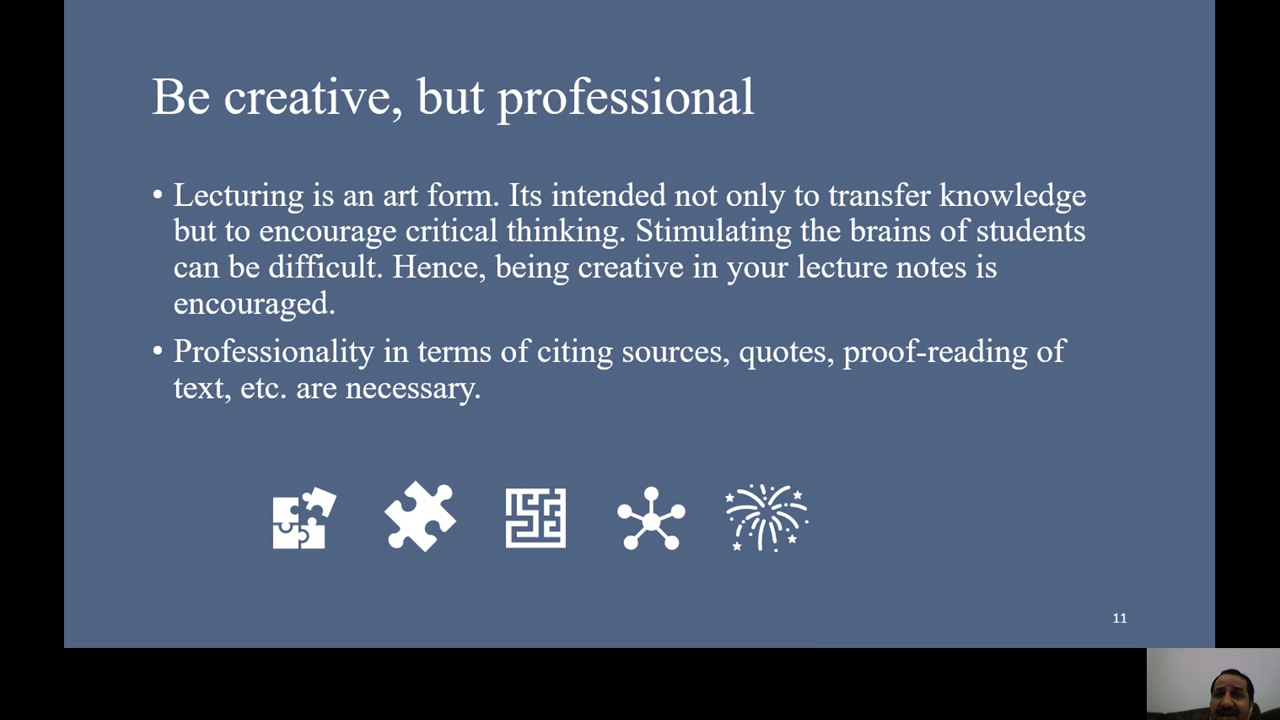 Be creative, but professional
• Lecturing is an art form. Its intended not only to transfer knowledge
but to encourage critical thinking. Stimulating the brains of students
can be difficult. Hence, being creative in your lecture notes is
encouraged.
• Professionality in terms of citing sources, quotes, proof-reading of
text, etc. are necessary.
11